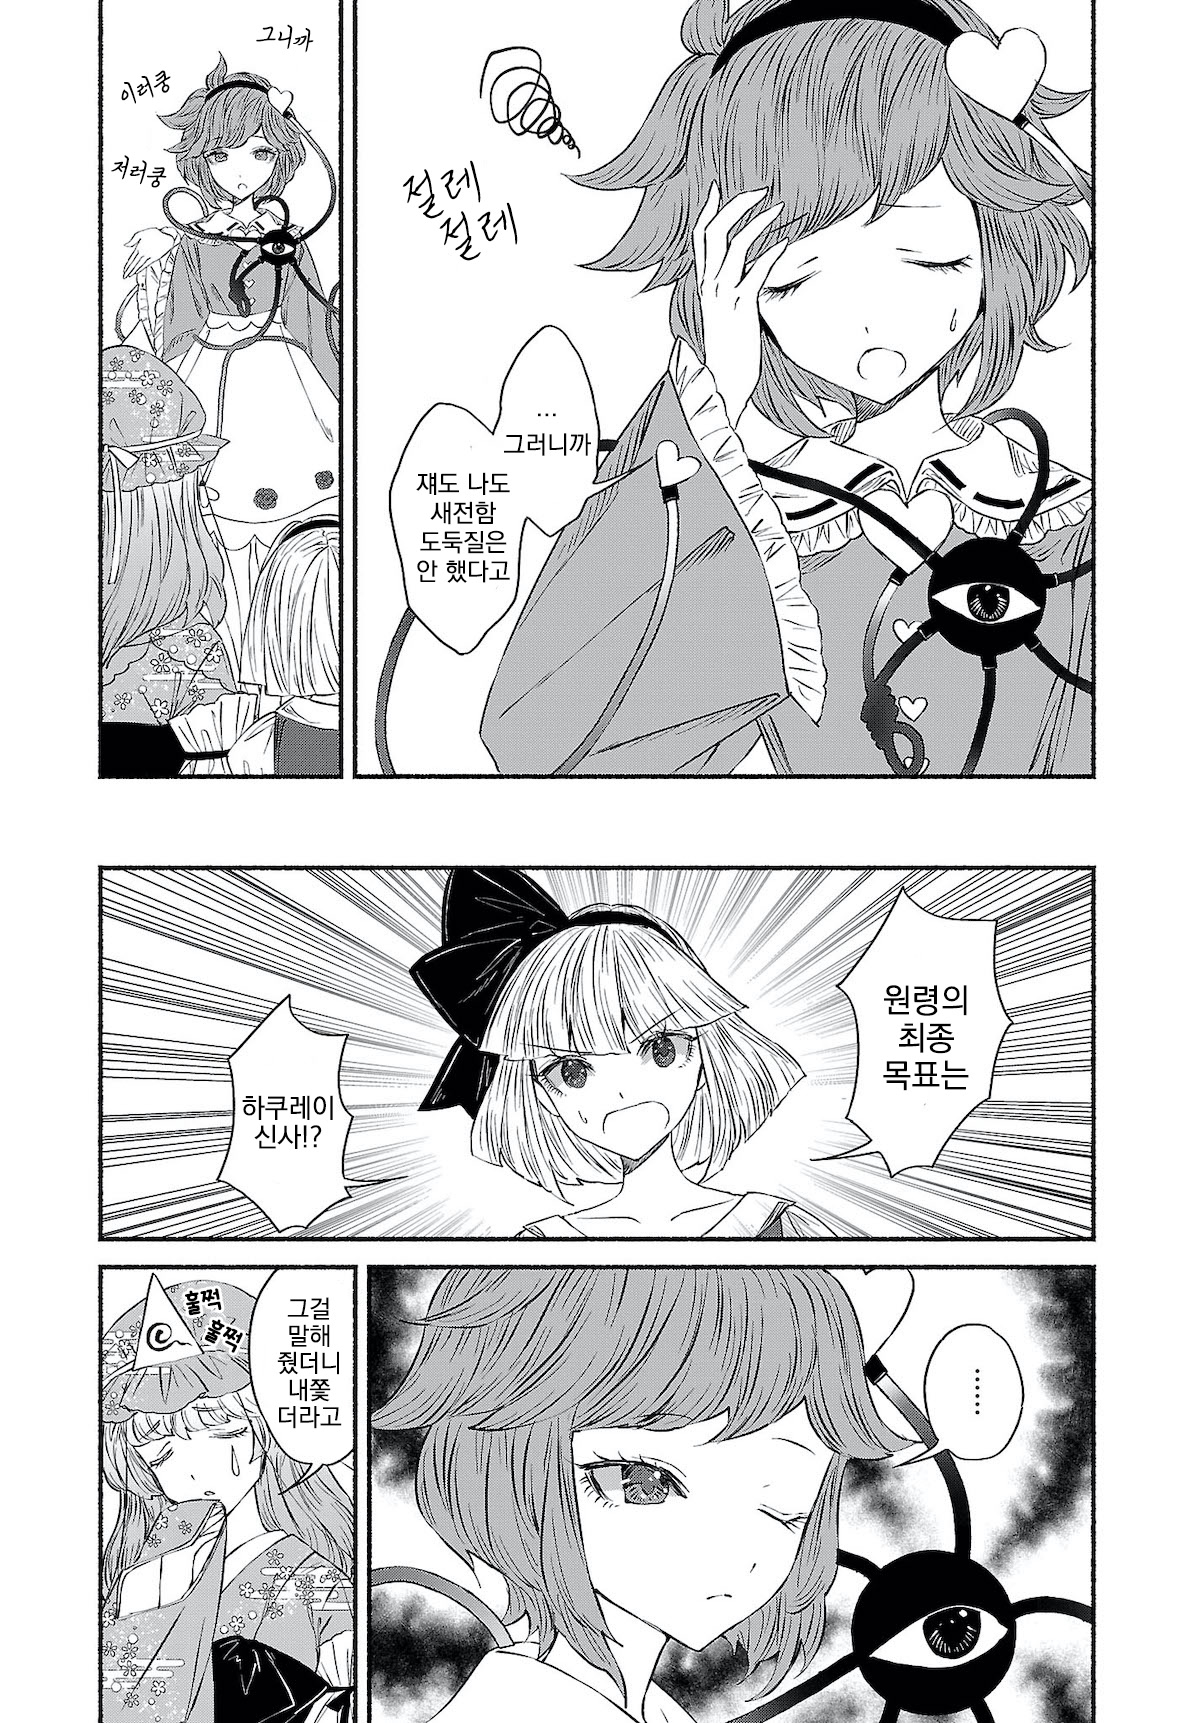 절레
절레
…
그러니까
쟤도 나도
새전함
도둑질은
안 했다고
그니까
이러쿵
저러쿵
원령의
최종
목표는
하쿠레이
신사!?
……
그걸
말해
줬더니
내쫓
더라고
훌쩍
훌쩍